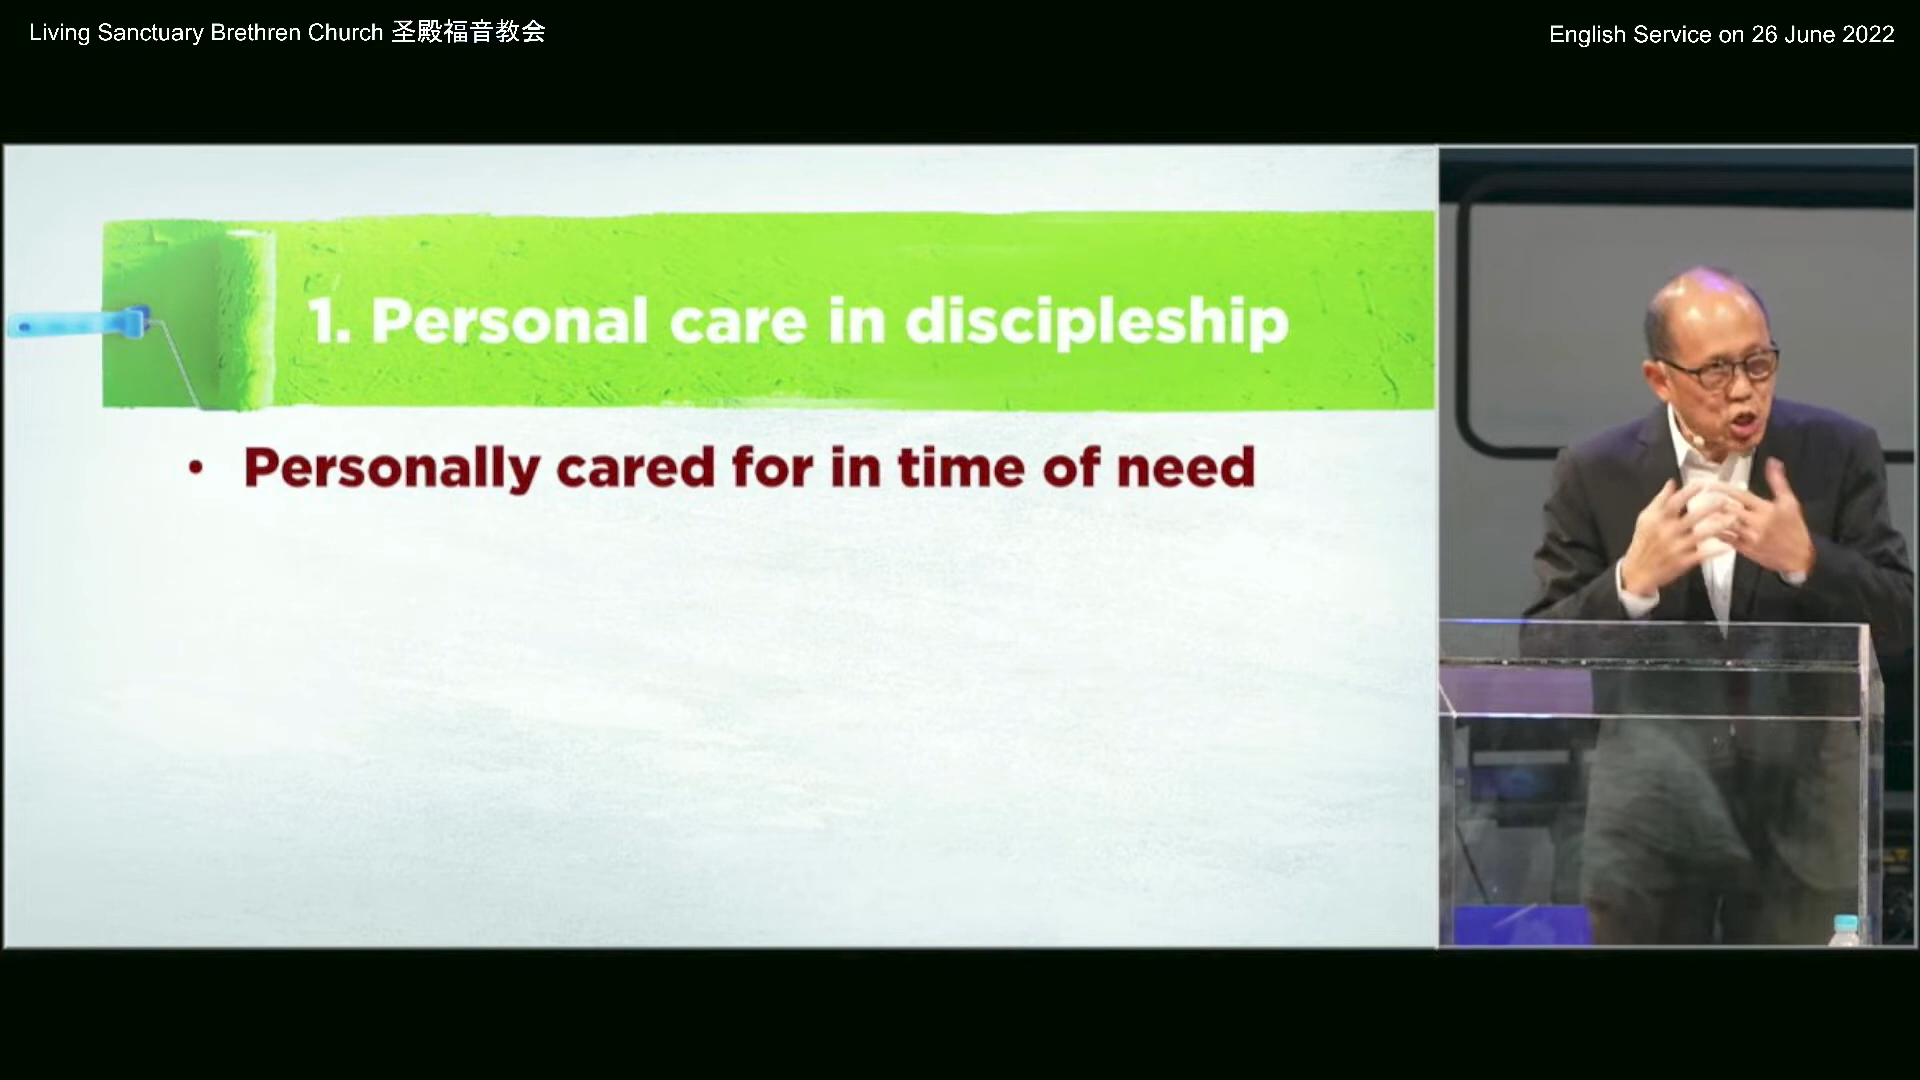 Living Sanctuary Brethren Church 圣殿福音教会
English Service on 26 June 2022
1. Personal care in discipleship
• Personally cared for in time of need